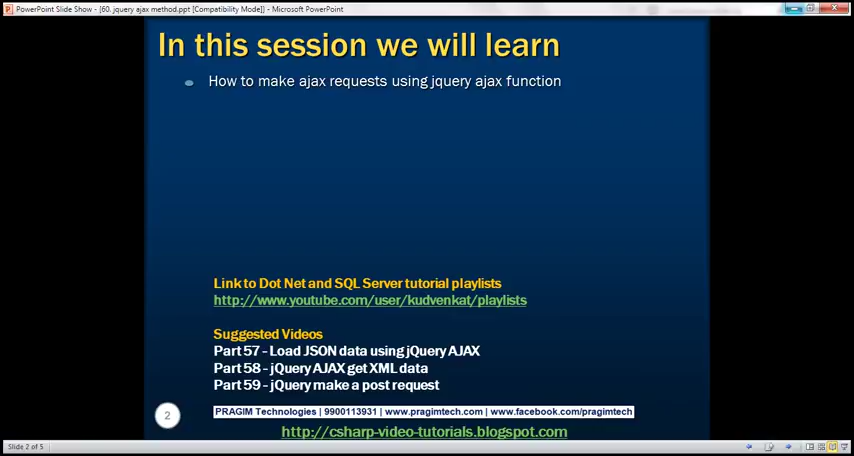 PowerPoint Slide Show - [60. jquery ajax method.ppt [Compatibility Mode]] - Microsoft PowerPoint
In this session we will learn
How to make ajax requests using jquery ajax function
Link to Dot Net and SQL Server tutorial playlists
http://www.youtube.com/user/kudvenkat/playlists
Suggested Videos
Part 57 - Load JSON data using jQuery AJAX
Part 58 - jQuery AJAX get XML data
Part 59 - jQuery make a post request
2
PRAGIM Technologies | 9900113931 | www.pragimtech.com | www.facebook.com/pragimtech
http://csharp-video-tutorials.blogspot.com
Slide 2 of 5